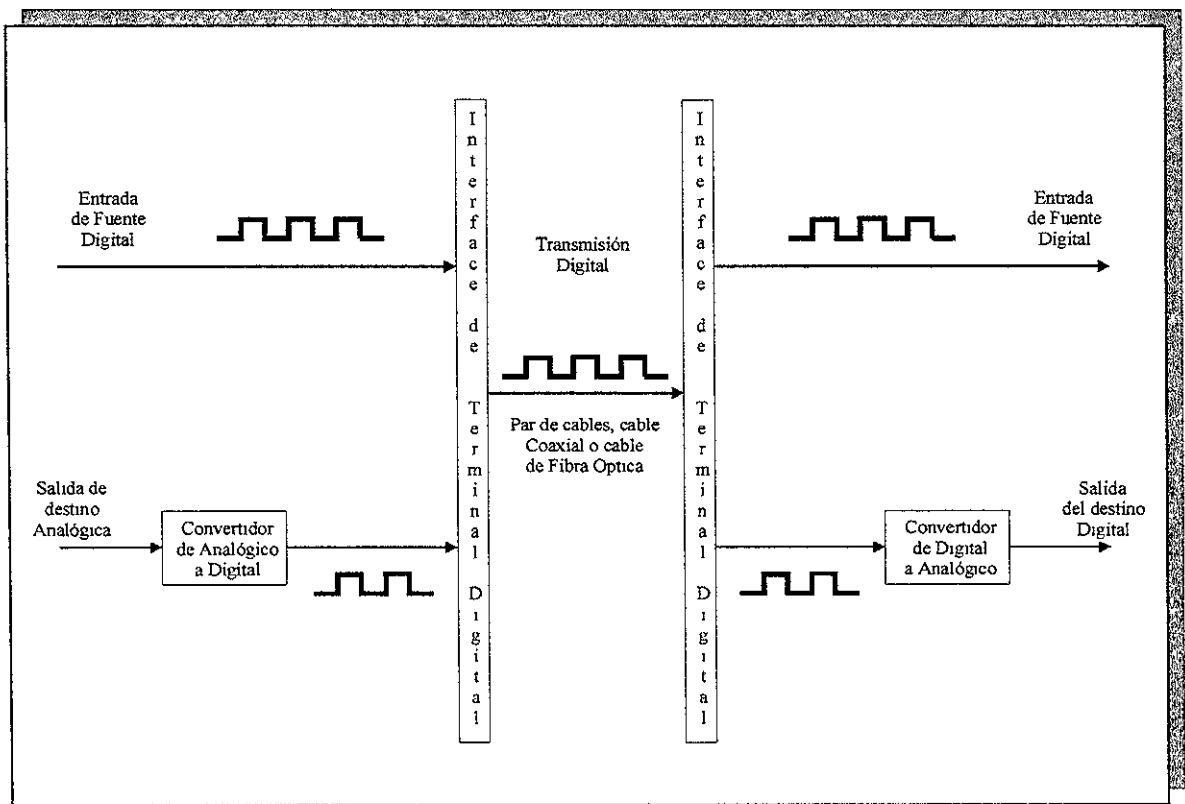 Entrada
de Fuente
Digital
Interface de Terminal Digital
Transmisión
Digital
Par de cables, cable
Coaxial o cable
de Fibra Optica
Interface de Terminal Digital
Entrada
de Fuente
Digital
Salida de
destino
Analógica
Convertidor
de Analógico
a Digital
Convertidor
de Digital
a Analógico
Salida
del destino
Digital